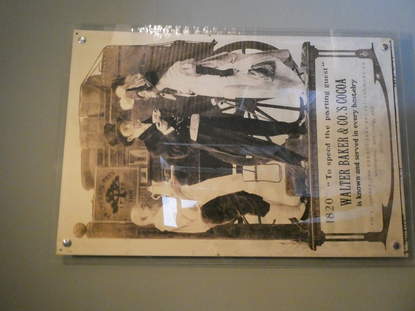 1820 "To speed the parting guest"
WALTER BAKER & CO.'S COCOA
is known and served in every hostelry